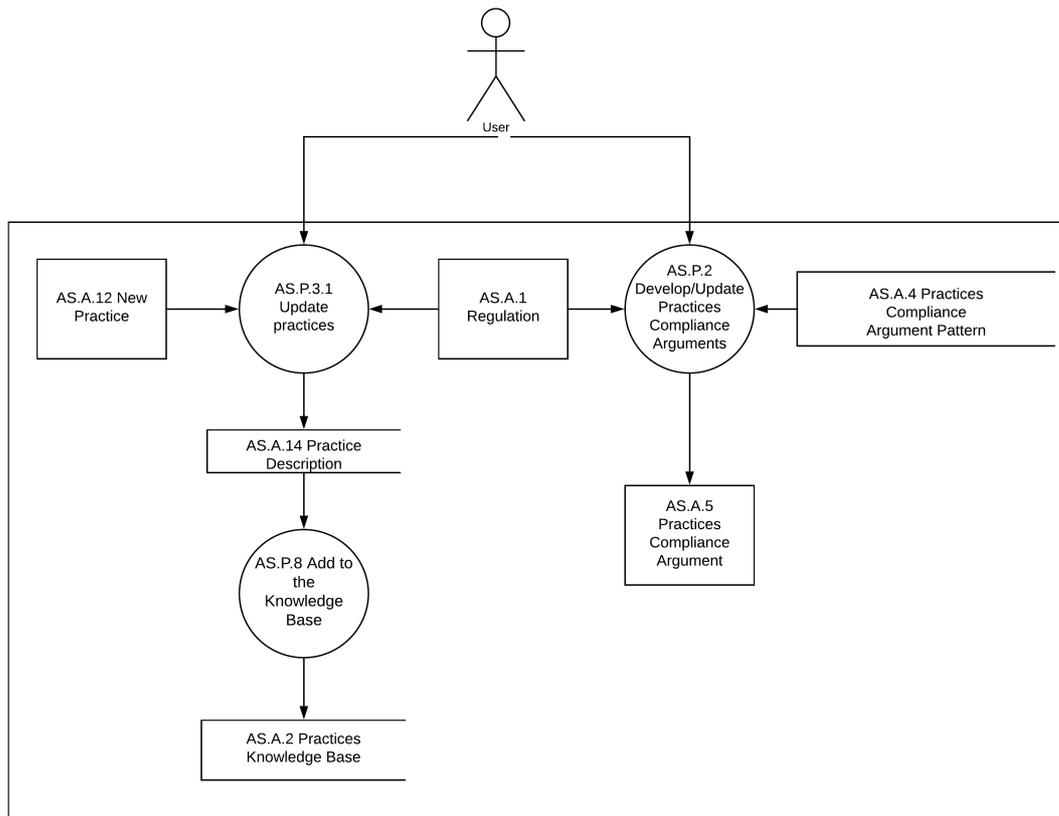 User
AS.A.12 New
Practice
AS.P.3.1
Update
practices
AS.A.1
Regulation
AS.P.2
Develop/Update
Practices
Compliance
Arguments
AS.A.4 Practices
Compliance
Argument Pattern
AS.A.14 Practice
Description
AS.A.5
Practices
Compliance
Argument
AS.P.8 Add to
the
Knowledge
Base
AS.A.2 Practices
Knowledge Base